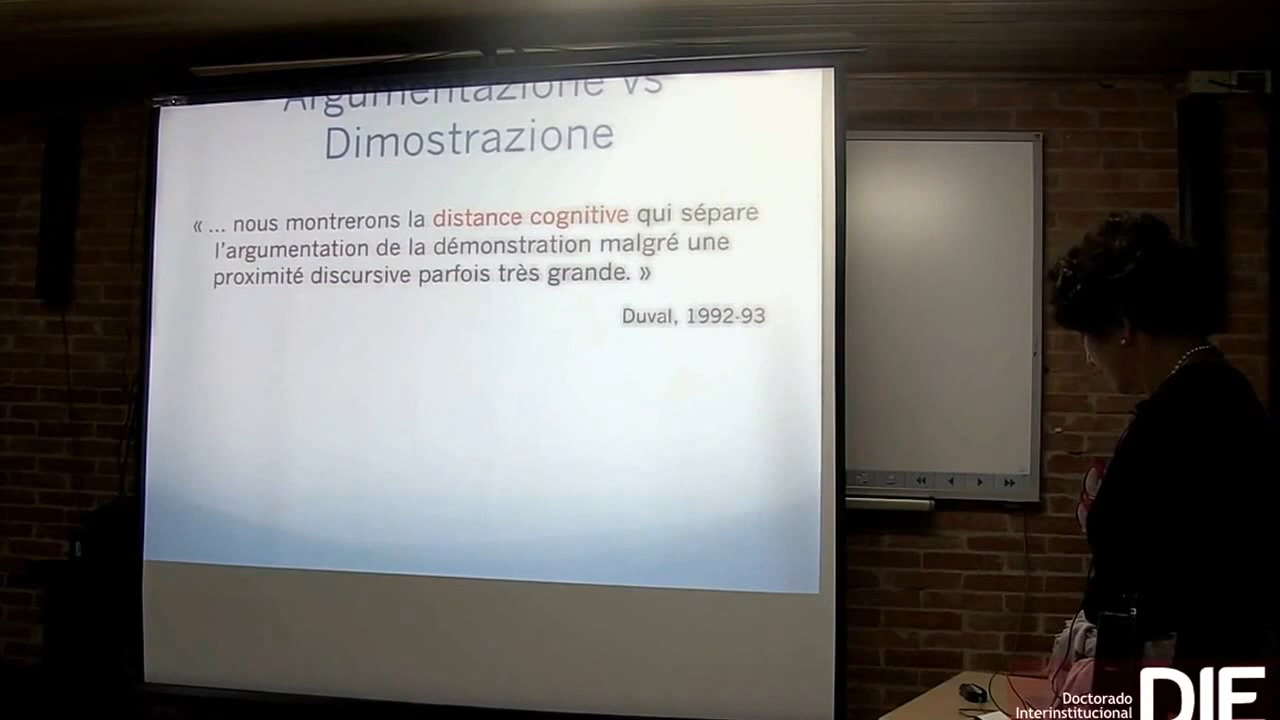 Argumentazione vs
Dimostrazione
« ... nous montrerons la distance cognitive qui sépare
l’argumentation de la démonstration malgré une
proximité discursive parfois très grande. »
Duval, 1992-93
Doctorado
Interinstitucional
DIE